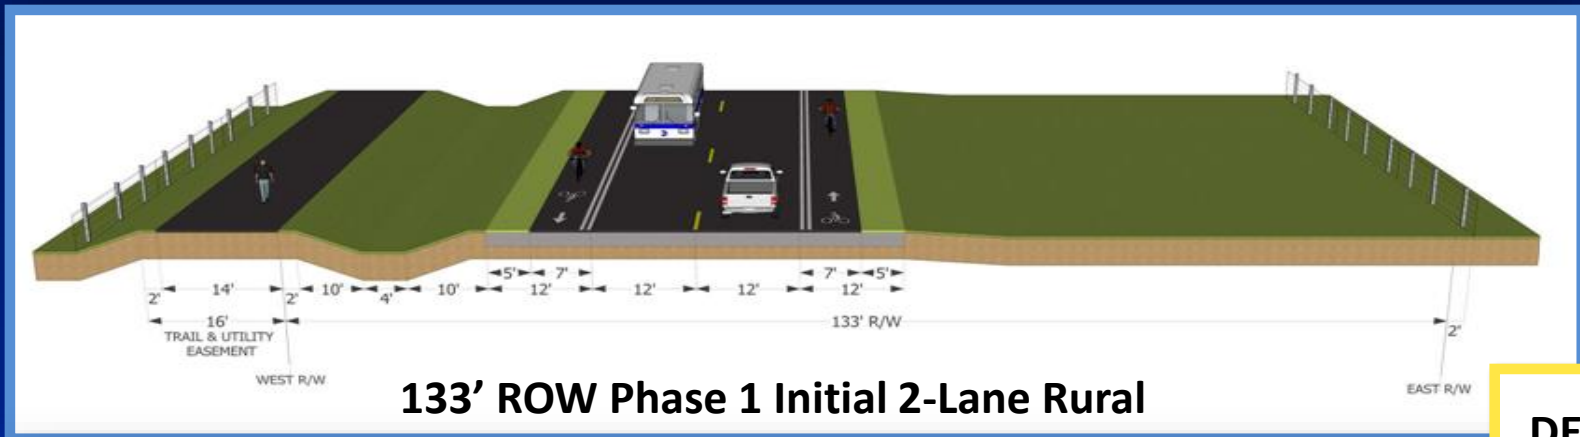 5' 7' 7' 5'
2' 14' 2' 10' 4' 10' 12' 12' 12' 12'
16' 133' R/W 2'
TRAIL & UTILITY
EASEMENT
WEST R/W
EAST R/W
133’ ROW Phase 1 Initial 2-Lane Rural